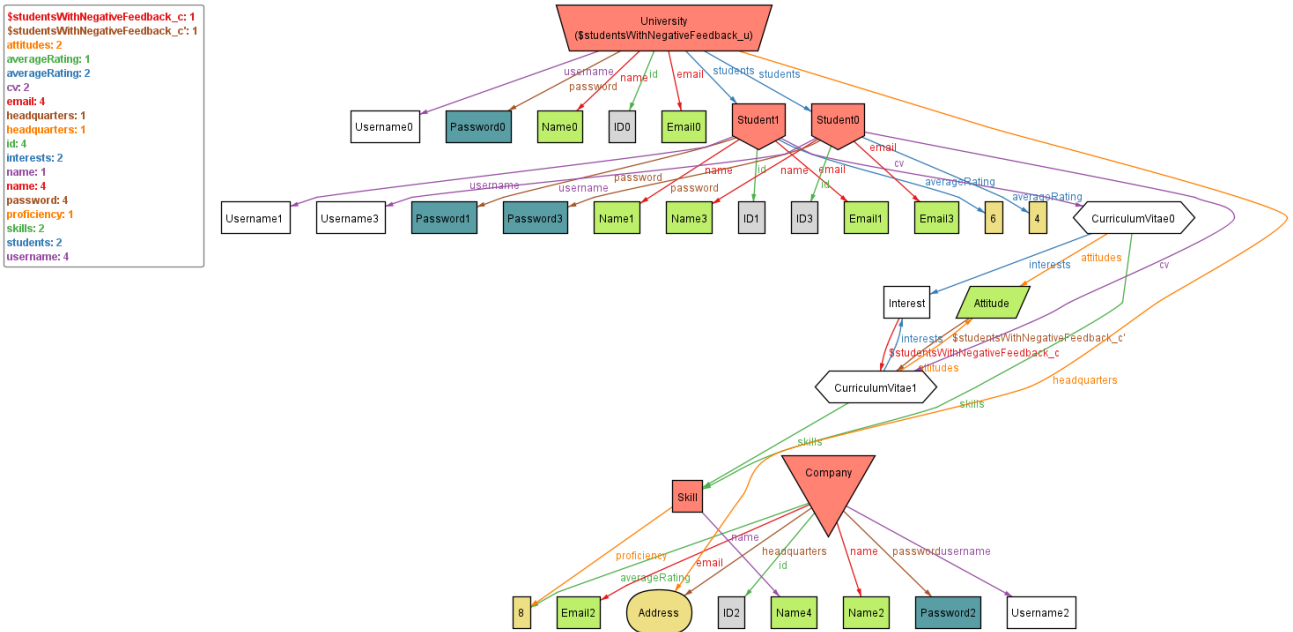 $studentsWithNegativeFeedback_c: 1
$studentsWithNegativeFeedback_c': 1
attitudes: 2
averageRating: 1
averageRating: 2
cv: 2
email: 4
headquarters: 1
headquarters: 1
id: 4
interests: 2
name: 1
name: 4
password: 4
proficiency: 1
skills: 2
students: 2
username: 4
University
($studentsWithNegativeFeedback_u)
username
password
name
id
email
students
students
Username0
Password0
Name0
ID0
Email0
Student1
Student0
username
username
password
password
name
id
name
email
id
email
cv
averageRating
averageRating
Username1
Username3
Password1
Password3
Name1
Name3
ID1
ID3
Email1
Email3
6
4
CurriculumVitae0
interests
attitudes
cv
Interest
Attitude
interests
$studentsWithNegativeFeedback_c'
$studentsWithNegativeFeedback_c
attitudes
headquarters
CurriculumVitae1
skills
skills
Company
Skill
name
proficiency
averageRating
email
headquarters
id
name
password
username
8
Email2
Address
ID2
Name4
Name2
Password2
Username2